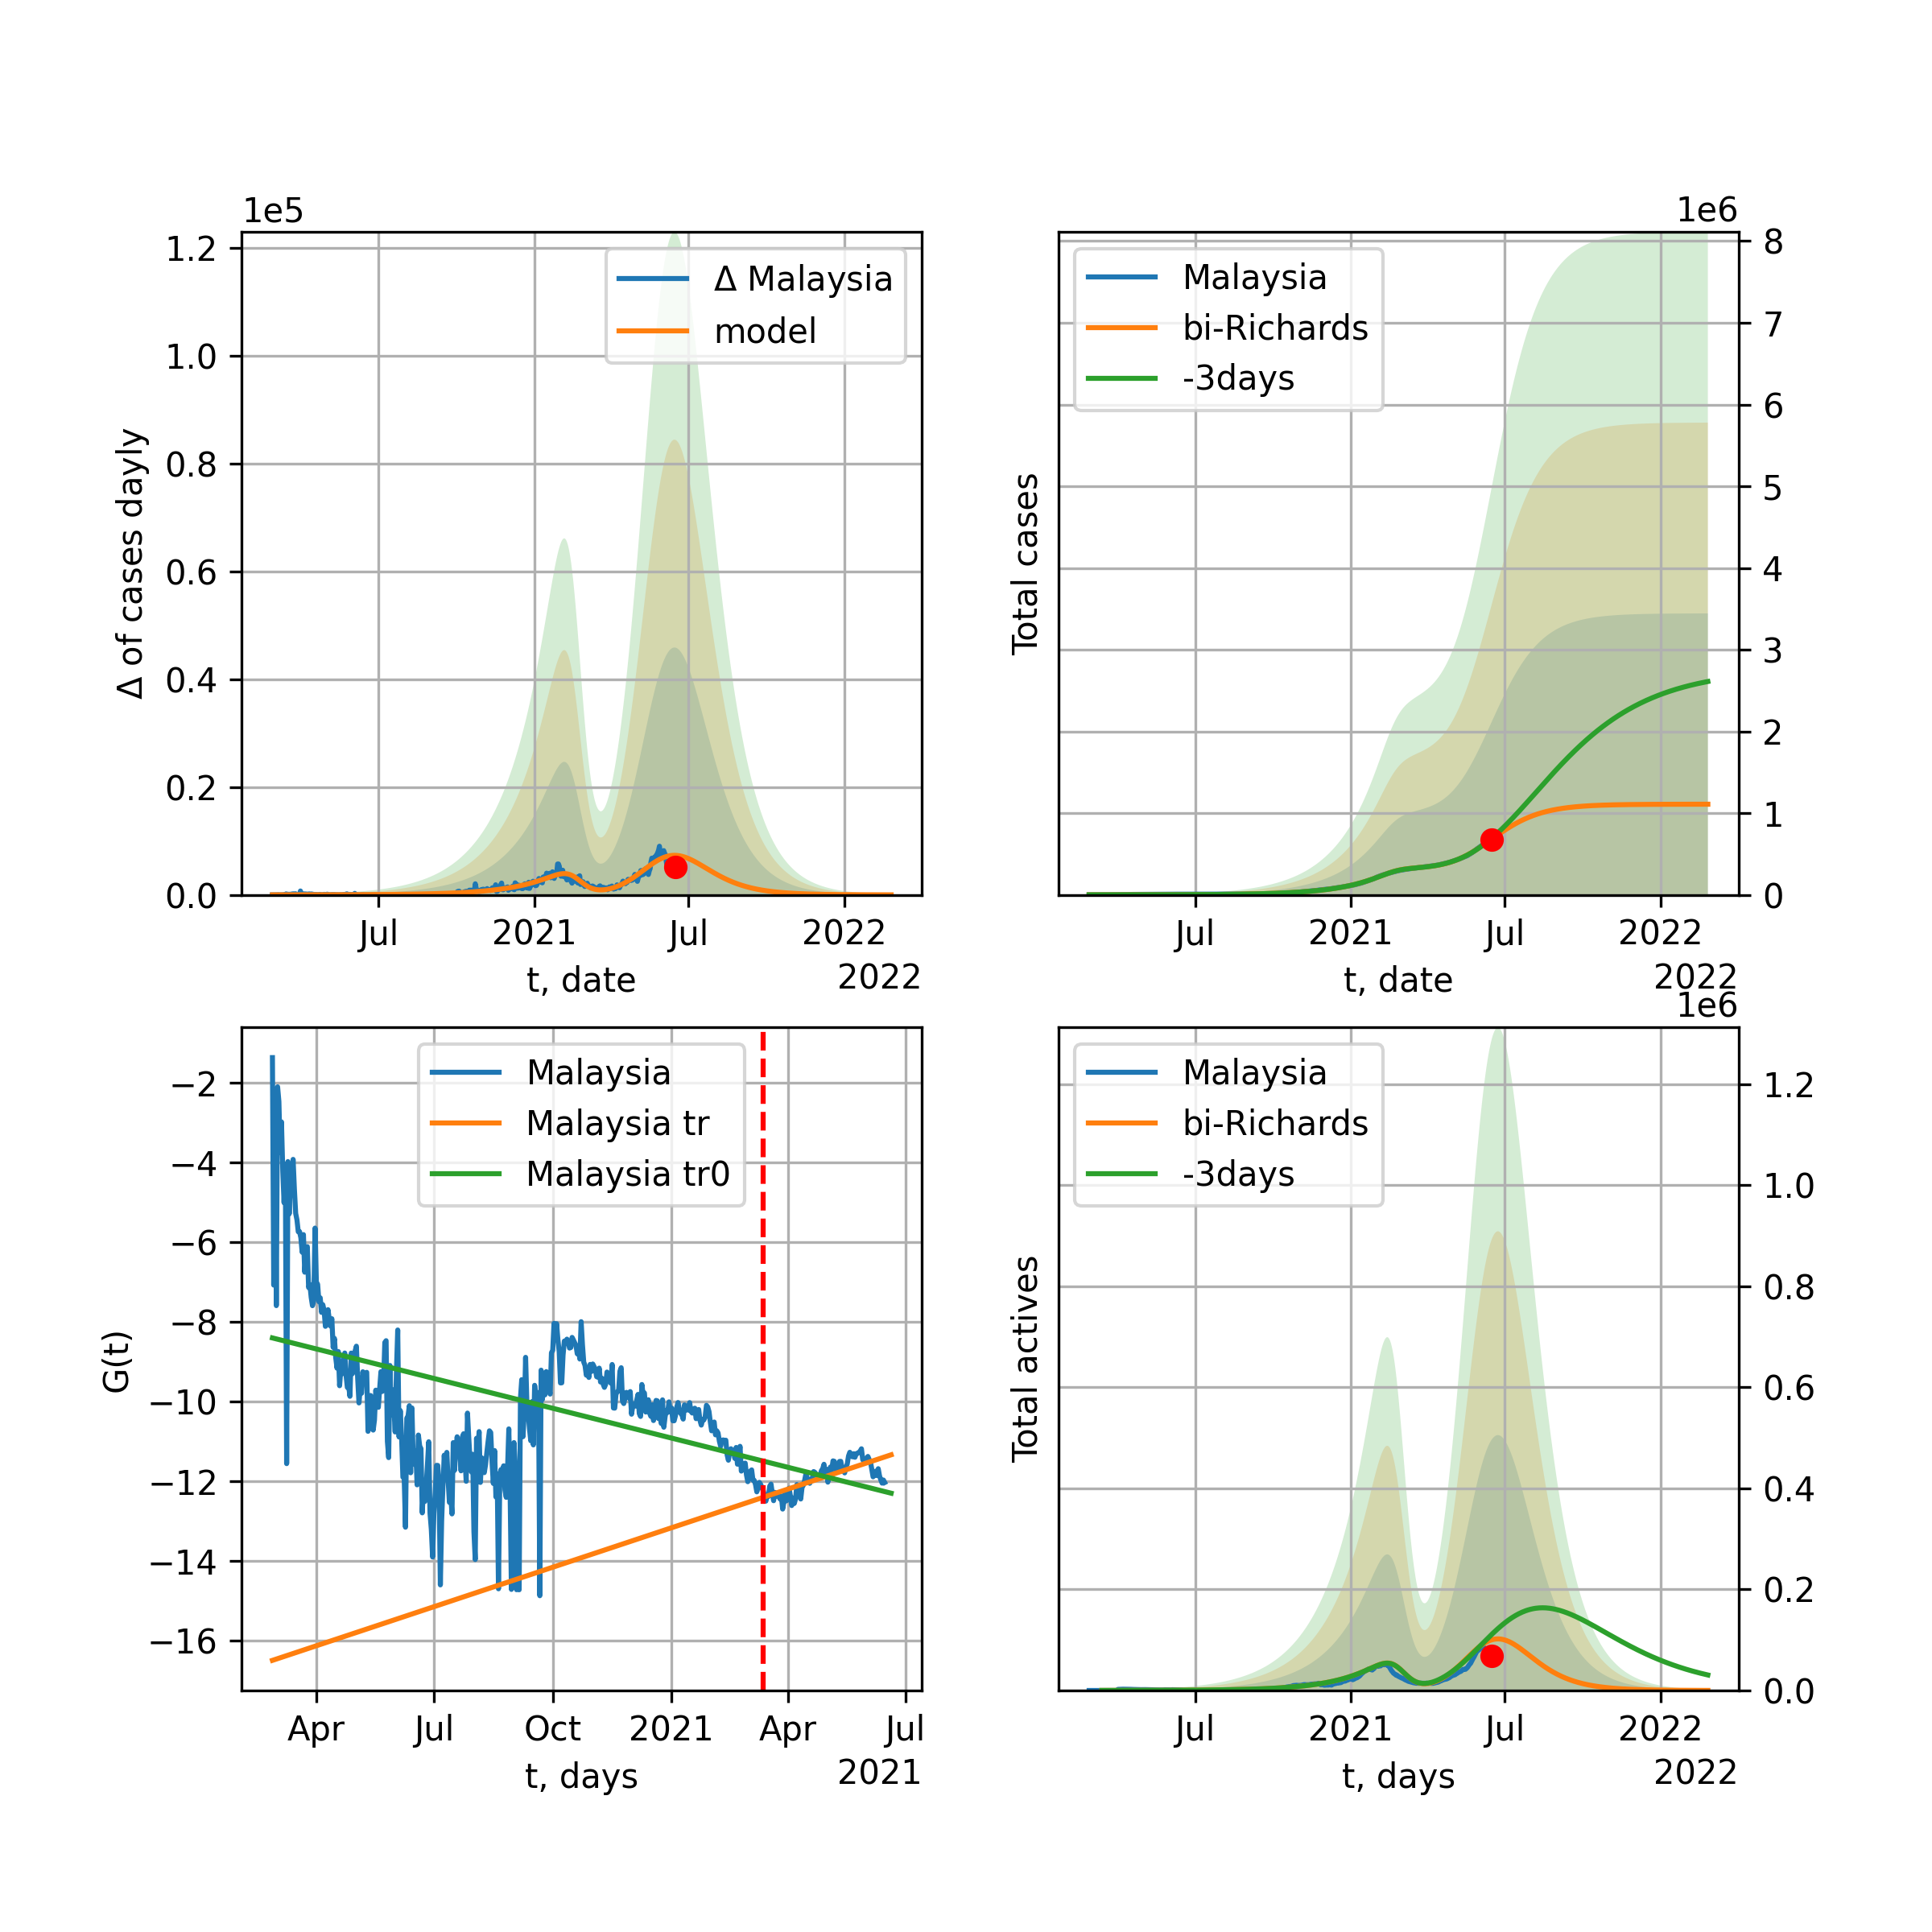 1e5
1.2
1.0
0.8
0.6
0.4
0.2
0.0
Δ of cases dayly
Δ Malaysia
model
Jul
2021
Jul
2022
t, date
2022
1e6
8
7
6
5
4
3
2
1
0
Total cases
Malaysia
bi-Richards
-3days
Jul
2021
Jul
2022
t, date
2022
−2
−4
−6
−8
−10
−12
−14
−16
G(t)
Malaysia
Malaysia tr
Malaysia tr0
Apr
Jul
Oct
2021
Apr
Jul
t, days
2021
1e6
1.2
1.0
0.8
0.6
0.4
0.2
0.0
Total actives
Malaysia
bi-Richards
-3days
Jul
2021
Jul
2022
t, days
2022